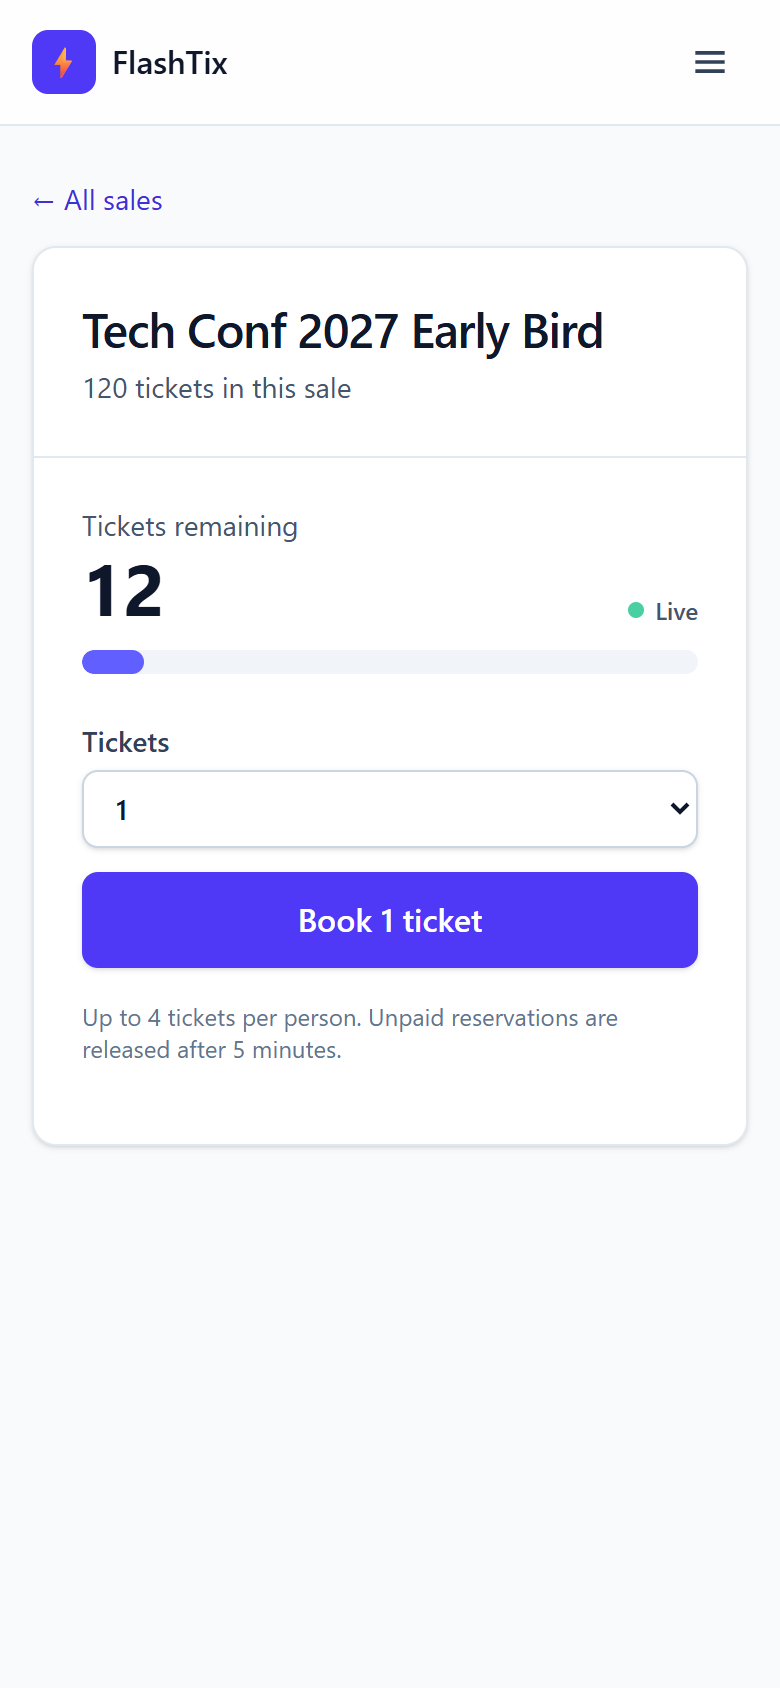 FlashTix
← All sales
Tech Conf 2027 Early Bird
120 tickets in this sale
Tickets remaining
12
Live
Tickets
1
Book 1 ticket
Up to 4 tickets per person. Unpaid reservations are
released after 5 minutes.